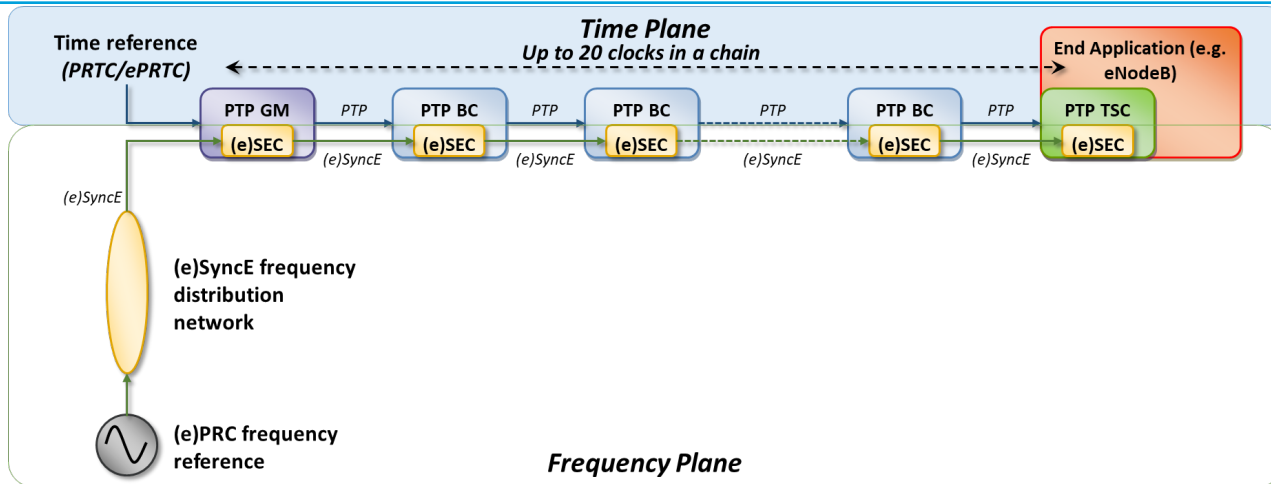 Time Plane
Up to 20 clocks in a chain
Time reference
(PRTC/ePRTC)
End Application (e.g.
eNodeB)
PTP GM
PTP
PTP BC
PTP
PTP BC
PTP
PTP BC
PTP
PTP TSC
(e)SEC
(e)SyncE
(e)SEC
(e)SyncE
(e)SEC
(e)SyncE
(e)SEC
(e)SyncE
(e)SEC
(e)SyncE
(e)SyncE frequency
distribution
network
(e)PRC frequency
reference
Frequency Plane